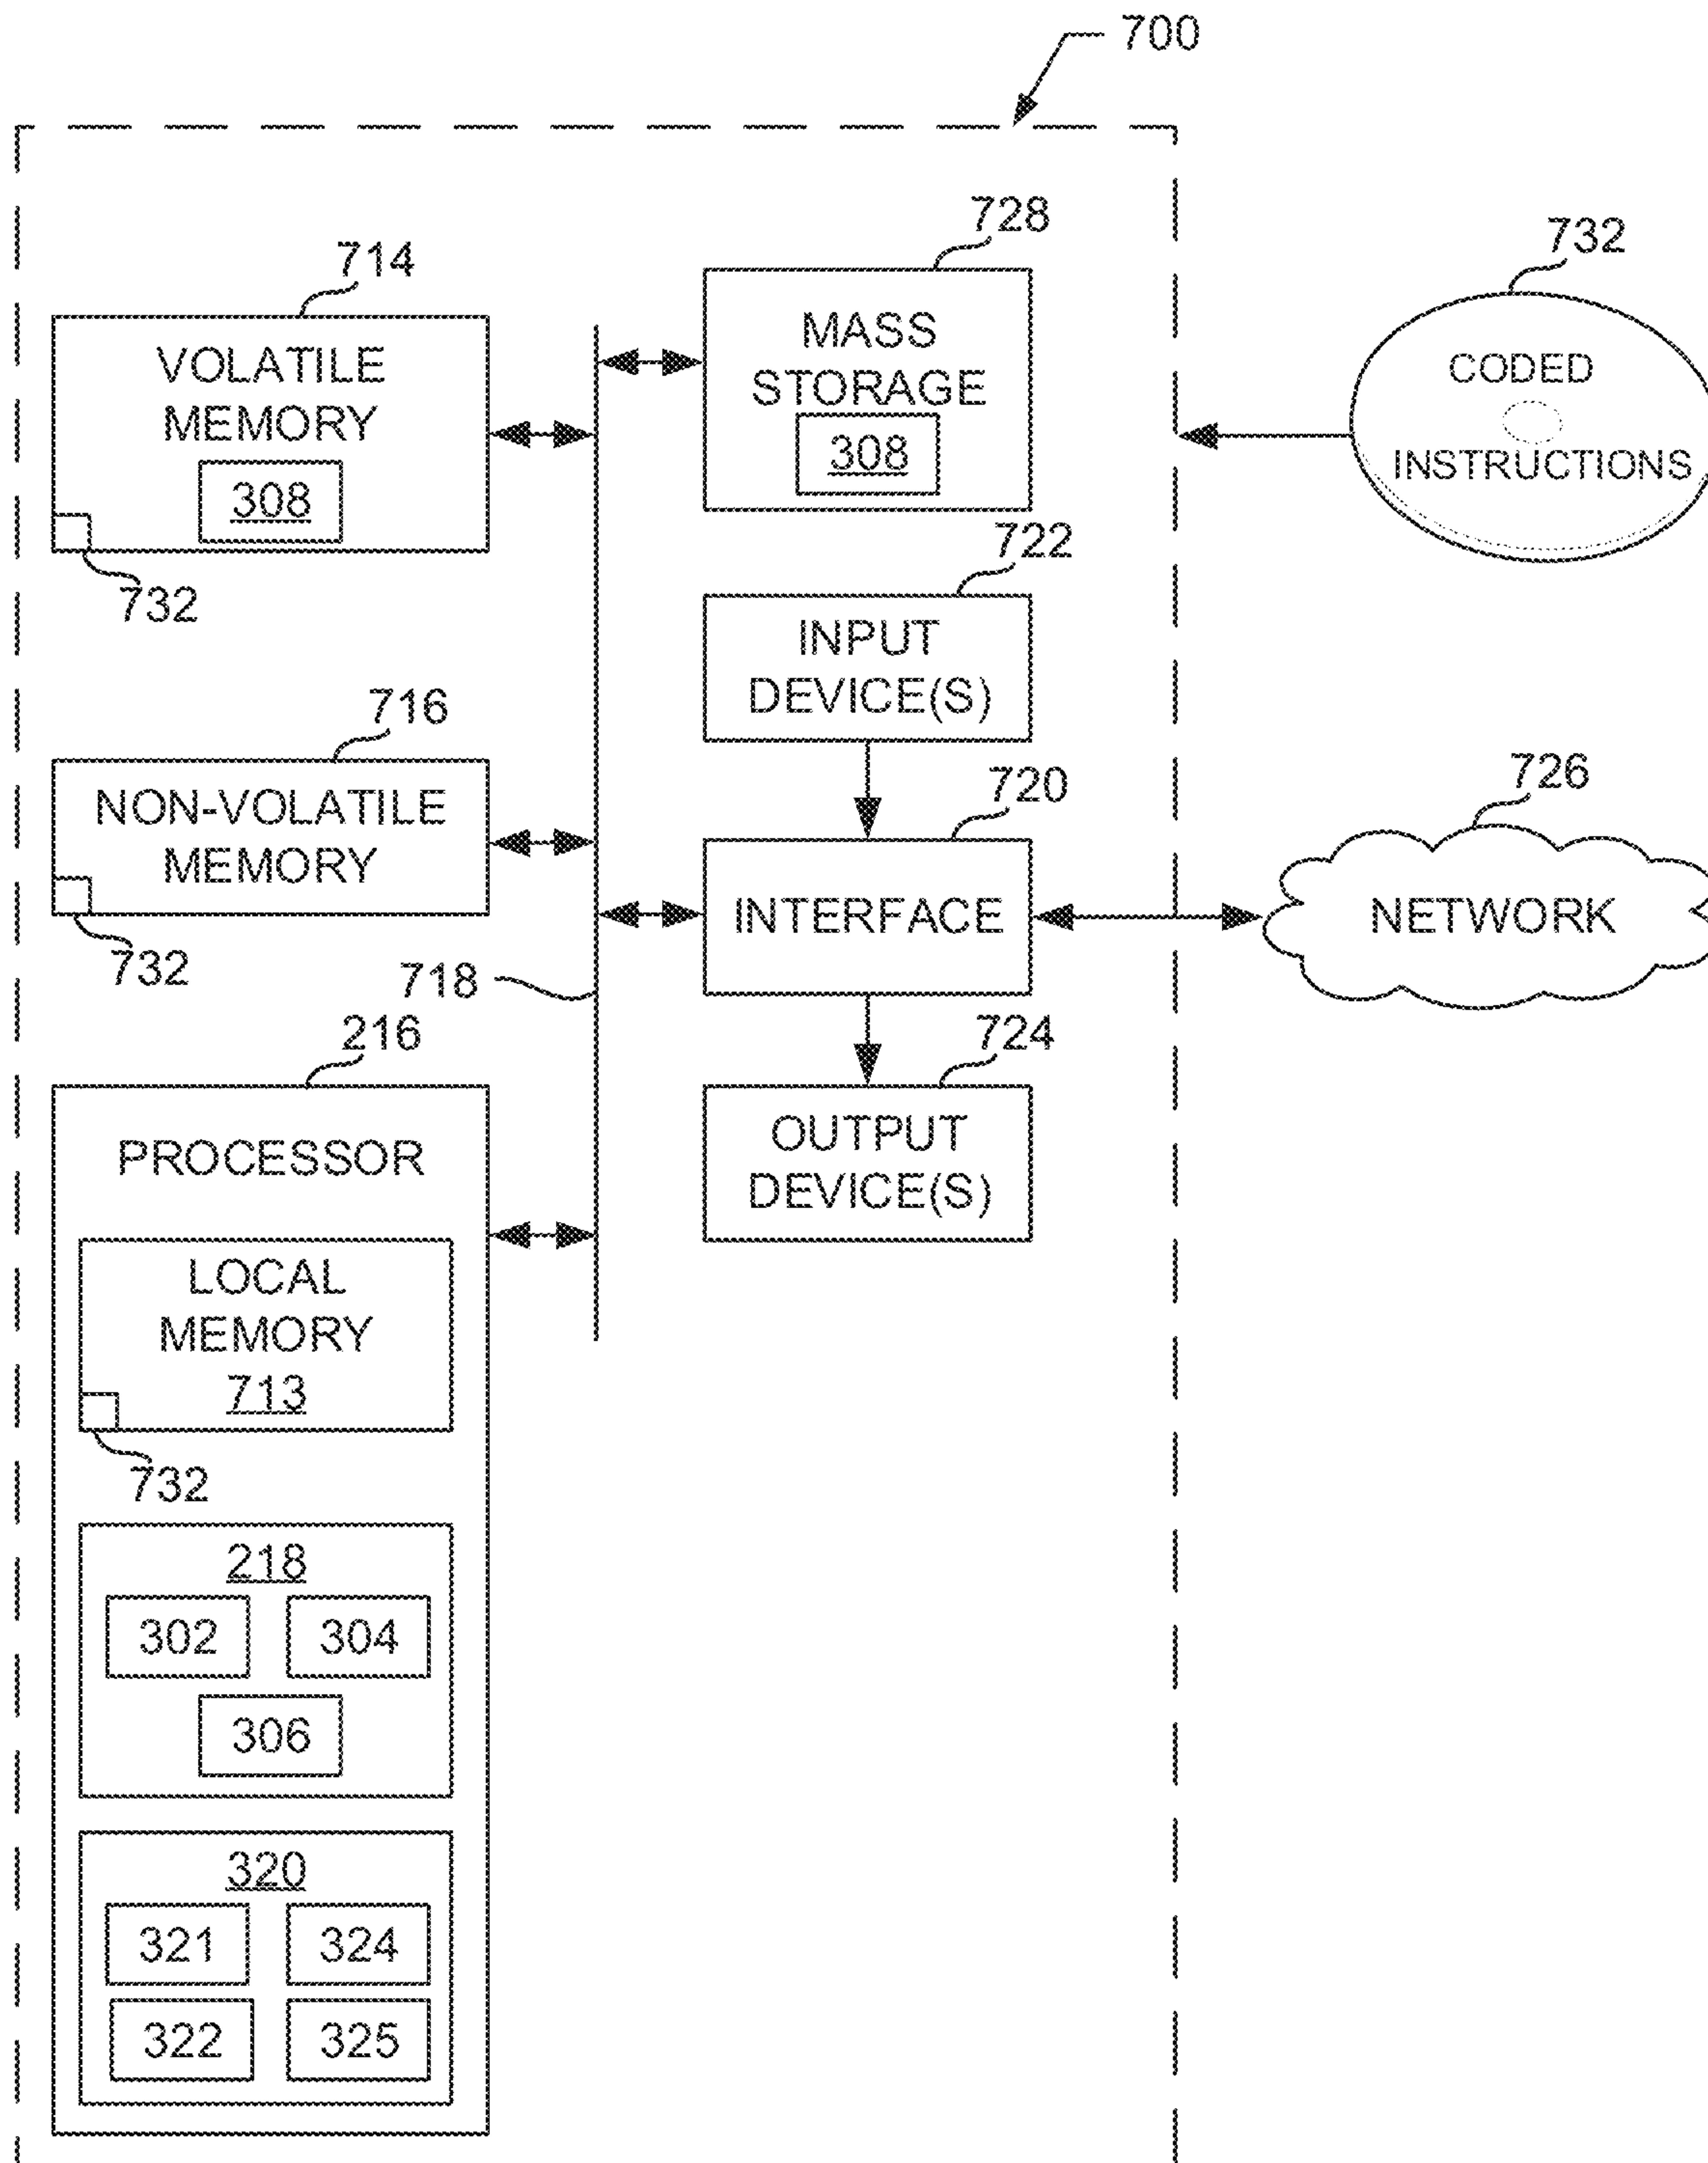 700
728
732
714
MASS
STORAGE
308
VOLATILE
MEMORY
308
732
CODED
INSTRUCTIONS
722
INPUT
DEVICE(S)
716
NON-VOLATILE
MEMORY
732
720
INTERFACE
726
NETWORK
718
216
724
OUTPUT
DEVICE(S)
PROCESSOR
LOCAL
MEMORY
713
732
218
302
304
306
320
321
324
322
325